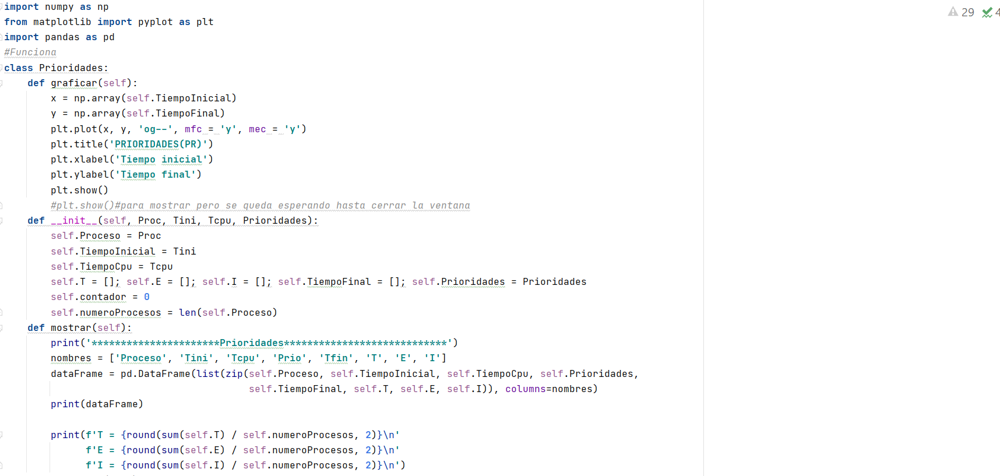 import numpy as np
from matplotlib import pyplot as plt
import pandas as pd
#Funciona
class Prioridades:
    def graficar(self):
        x = np.array(self.TiempoInicial)
        y = np.array(self.TiempoFinal)
        plt.plot(x, y, 'og--', mfc = 'y', mec = 'y')
        plt.title('PRIORIDADES(PR)')
        plt.xlabel('Tiempo inicial')
        plt.ylabel('Tiempo final')
        plt.show()
        #plt.show()#para mostrar pero se queda esperando hasta cerrar la ventana
    def __init__(self, Proc, Tini, Tcpu, Prioridades):
        self.Proceso = Proc
        self.TiempoInicial = Tini
        self.TiempoCpu = Tcpu
        self.T = []; self.E = []; self.I = []; self.TiempoFinal = []; self.Prioridades = Prioridades
        self.contador = 0
        self.numeroProcesos = len(self.Proceso)
    def mostrar(self):
        print('**********************Prioridades****************************')
        nombres = ['Proceso', 'Tini', 'Tcpu', 'Prio', 'Tfin', 'T', 'E', 'I']
        dataFrame = pd.DataFrame(list(zip(self.Proceso, self.TiempoInicial, self.TiempoCpu, self.Prioridades,
                                          self.TiempoFinal, self.T, self.E, self.I)), columns=nombres)
        print(dataFrame)
        print(f'T = {round(sum(self.T) / self.numeroProcesos, 2)}\n'
              f'E = {round(sum(self.E) / self.numeroProcesos, 2)}\n'
              f'I = {round(sum(self.I) / self.numeroProcesos, 2)}\n')
29 4